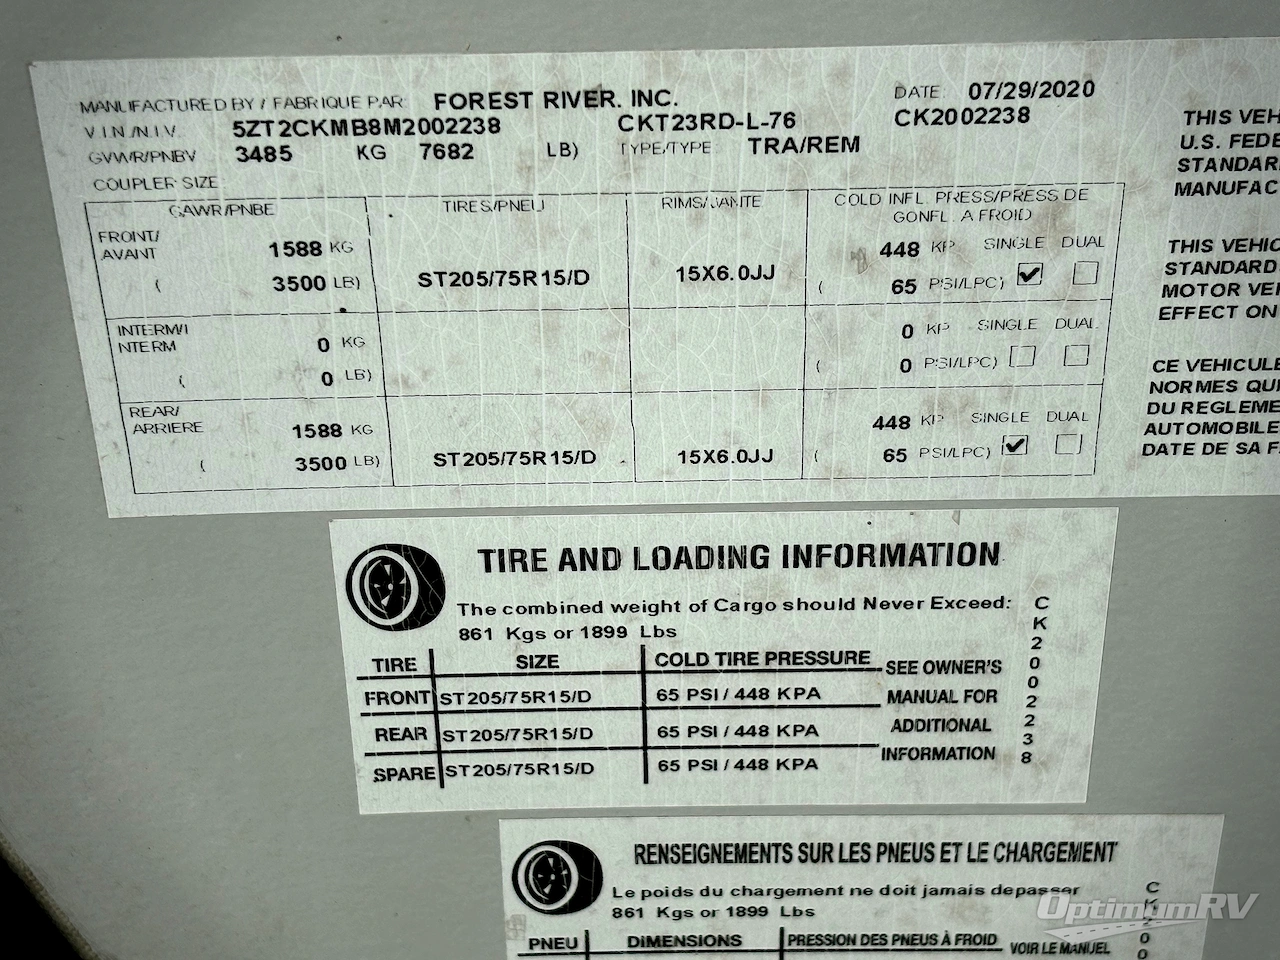 MANUFACTURED BY / FABRIQUE PAR: FOREST RIVER. INC. DATE: 07/29/2020
V I N /N.I V. 5ZT2CKMB8M2002238 CKT23RD-L-76 CK2002238
GVWR/PNBV 3485 KG 7682 LB) TYPE/TYPE: TRA/REM
COUPLER SIZE:
GAWR/PNBE TIRES/PNEU RIMS/JANTE COLD INFL. PRESS/PRESS DE
GONFL. A FROID
FRONT/
AVANT 1588 KG 448 KP SINGLE DUAL
( 3500 LB) ST205/75R15/D 15X6.0JJ ( 65 PSI/LPC)
INTERM/I
NTERM 0 KG 0 KP SINGLE DUAL
( 0 LB) ( 0 PSI/LPC)
REAR/
ARRIERE 1588 KG 448 KP SINGLE DUAL
( 3500 LB) ST205/75R15/D 15X6.0JJ ( 65 PSI/LPC)
THIS VEH
U.S. FEDE
STANDAR
MANUFAC
THIS VEHIC
STANDARD
MOTOR VE
EFFECT ON
CE VEHICULE
NORMES QUI
DU REGLEME
AUTOMOBILE
DATE DE SA F
TIRE AND LOADING INFORMATION
The combined weight of Cargo should Never Exceed:
861 Kgs or 1899 Lbs
TIRE SIZE COLD TIRE PRESSURE
FRONT ST205/75R15/D 65 PSI / 448 KPA
REAR ST205/75R15/D 65 PSI / 448 KPA
SPARE ST205/75R15/D 65 PSI / 448 KPA
SEE OWNER'S
MANUAL FOR
ADDITIONAL
INFORMATION
CK2002238
RENSEIGNEMENTS SUR LES PNEUS ET LE CHARGEMENT
Le poids du chargement ne doit jamais depasser
861 Kgs or 1899 Lbs
PNEU DIMENSIONS PRESSION DES PNEUS À FROID VOIR LE MANUEL
CK200
OptimumRV